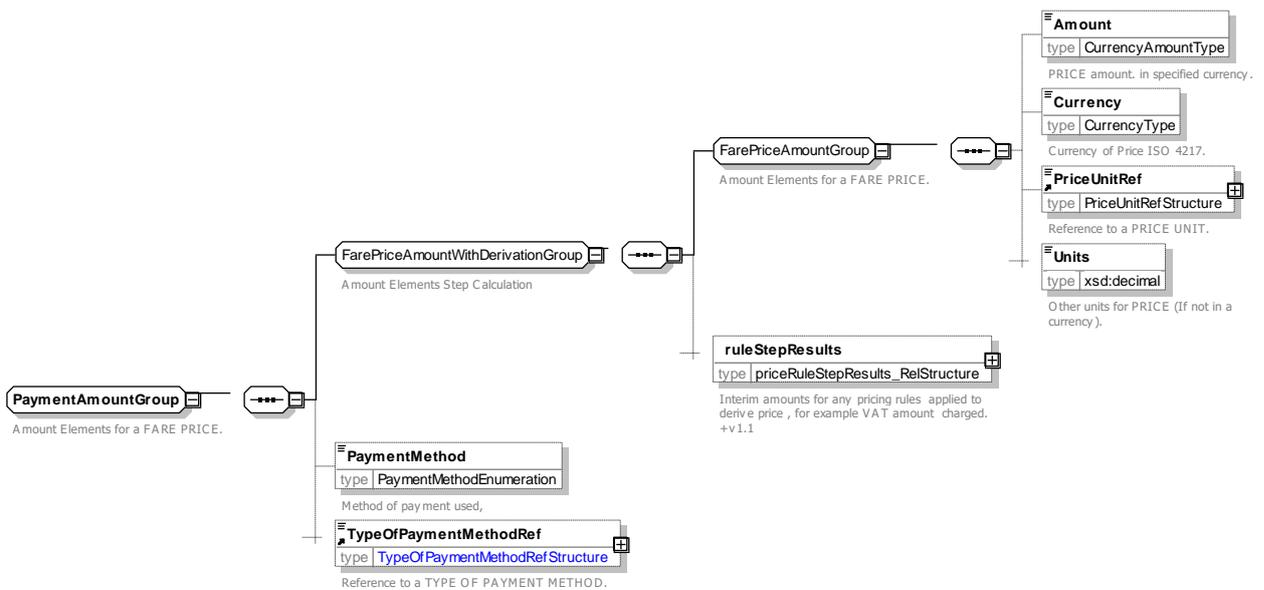 Amount
type CurrencyAmountType
PRICE amount. in specified currency.
Currency
type CurrencyType
Currency of Price ISO 4217.
FarePriceAmountGroup
Amount Elements for a FARE PRICE.
PriceUnitRef
type PriceUnitRefStructure
Reference to a PRICE UNIT.
Units
type xsd:decimal
Other units for PRICE (If not in a
currency).
FarePriceAmountWithDerivationGroup
Amount Elements Step Calculation
ruleStepResults
type priceRuleStepResults_RelStructure
Interim amounts for any pricing rules applied to
derive price , for example VAT amount charged.
+v1.1
PaymentAmountGroup
Amount Elements for a FARE PRICE.
PaymentMethod
type PaymentMethodEnumeration
Method of payment used,
TypeOfPaymentMethodRef
type TypeOfPaymentMethodRefStructure
Reference to a TYPE OF PAYMENT METHOD.